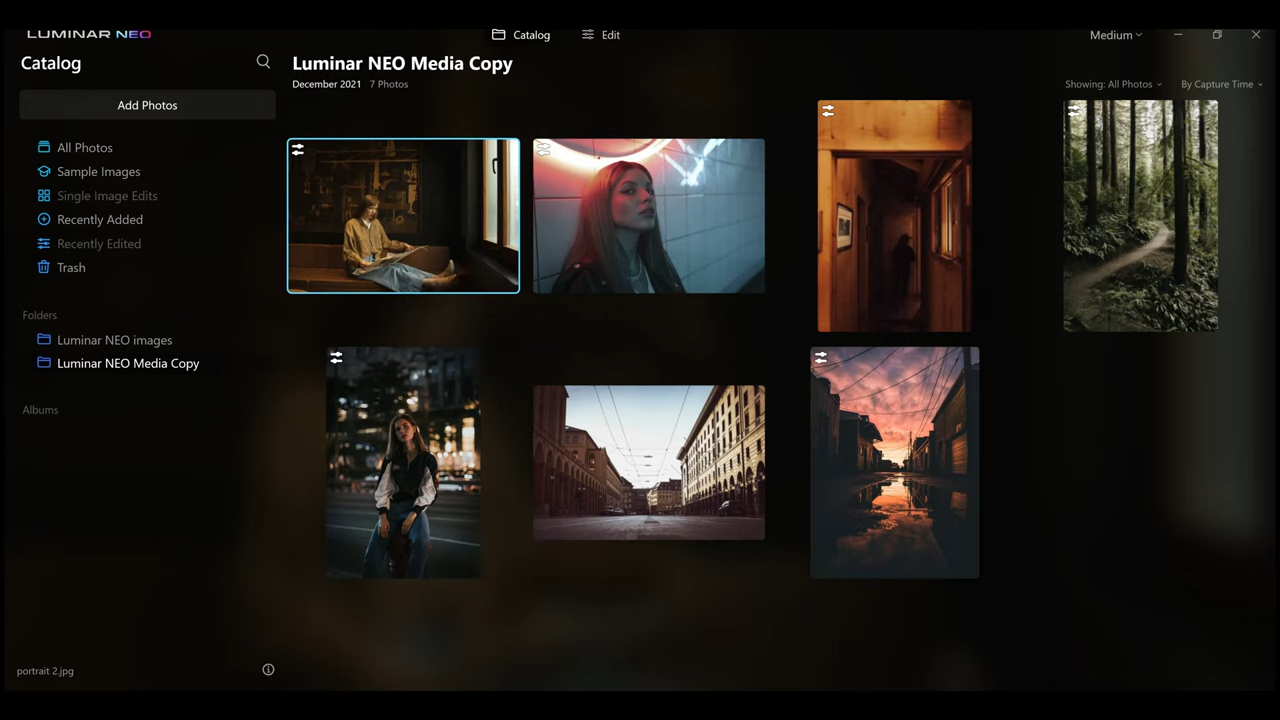 LUMINAR NEO
Catalog
Edit
Medium
Catalog
Luminar NEO Media Copy
December 2021 7 Photos
Showing: All Photos
By Capture Time
Add Photos
All Photos
Sample Images
Single Image Edits
Recently Added
Recently Edited
Trash
Folders
Luminar NEO images
Luminar NEO Media Copy
Albums
portrait 2.jpg